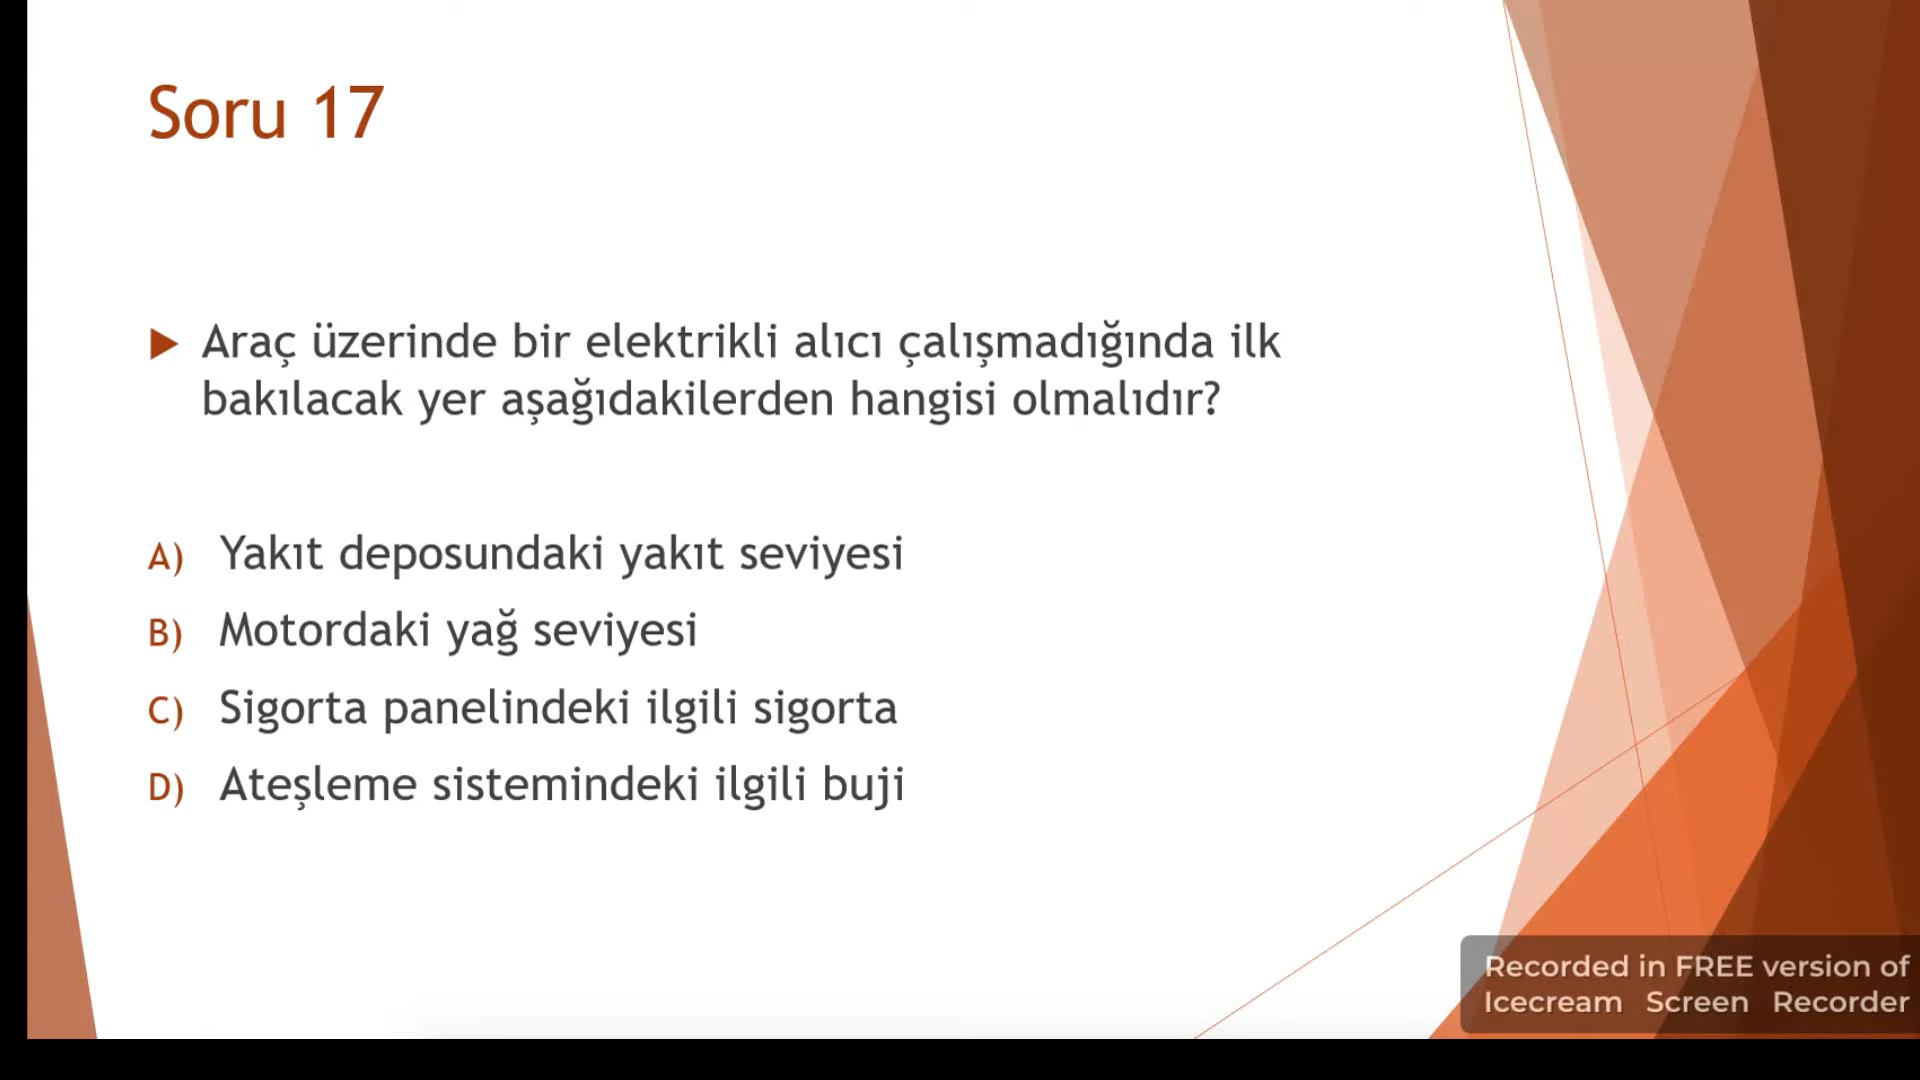 Soru 17
Araç üzerinde bir elektrikli alıcı çalışmadığında ilk
bakılacak yer aşağıdakilerden hangisi olmalıdır?
A) Yakıt deposundaki yakıt seviyesi
B) Motordaki yağ seviyesi
C) Sigorta panelindeki ilgili sigorta
D) Ateşleme sistemindeki ilgili buji
Recorded in FREE version of
Icecream Screen Recorder